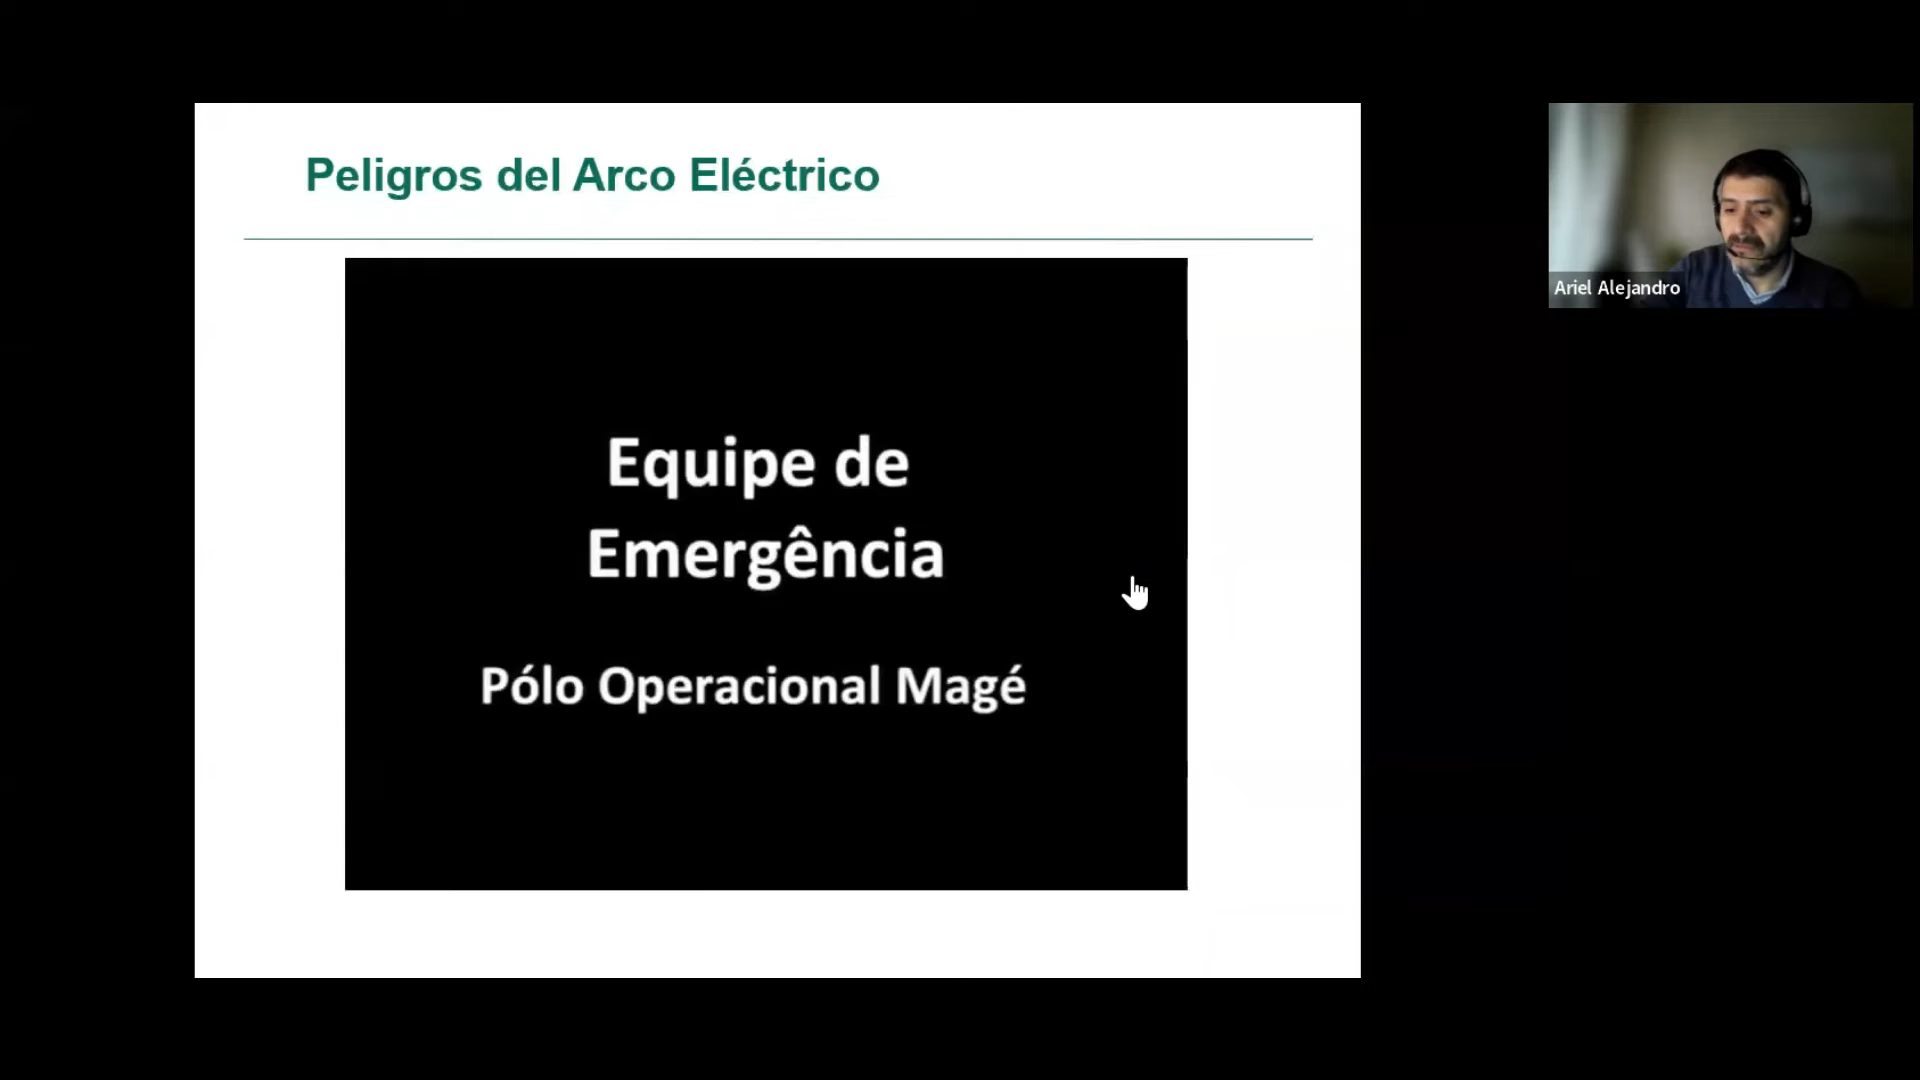 Peligros del Arco Eléctrico
Equipe de
Emergência
Pólo Operacional Magé
Ariel Alejandro